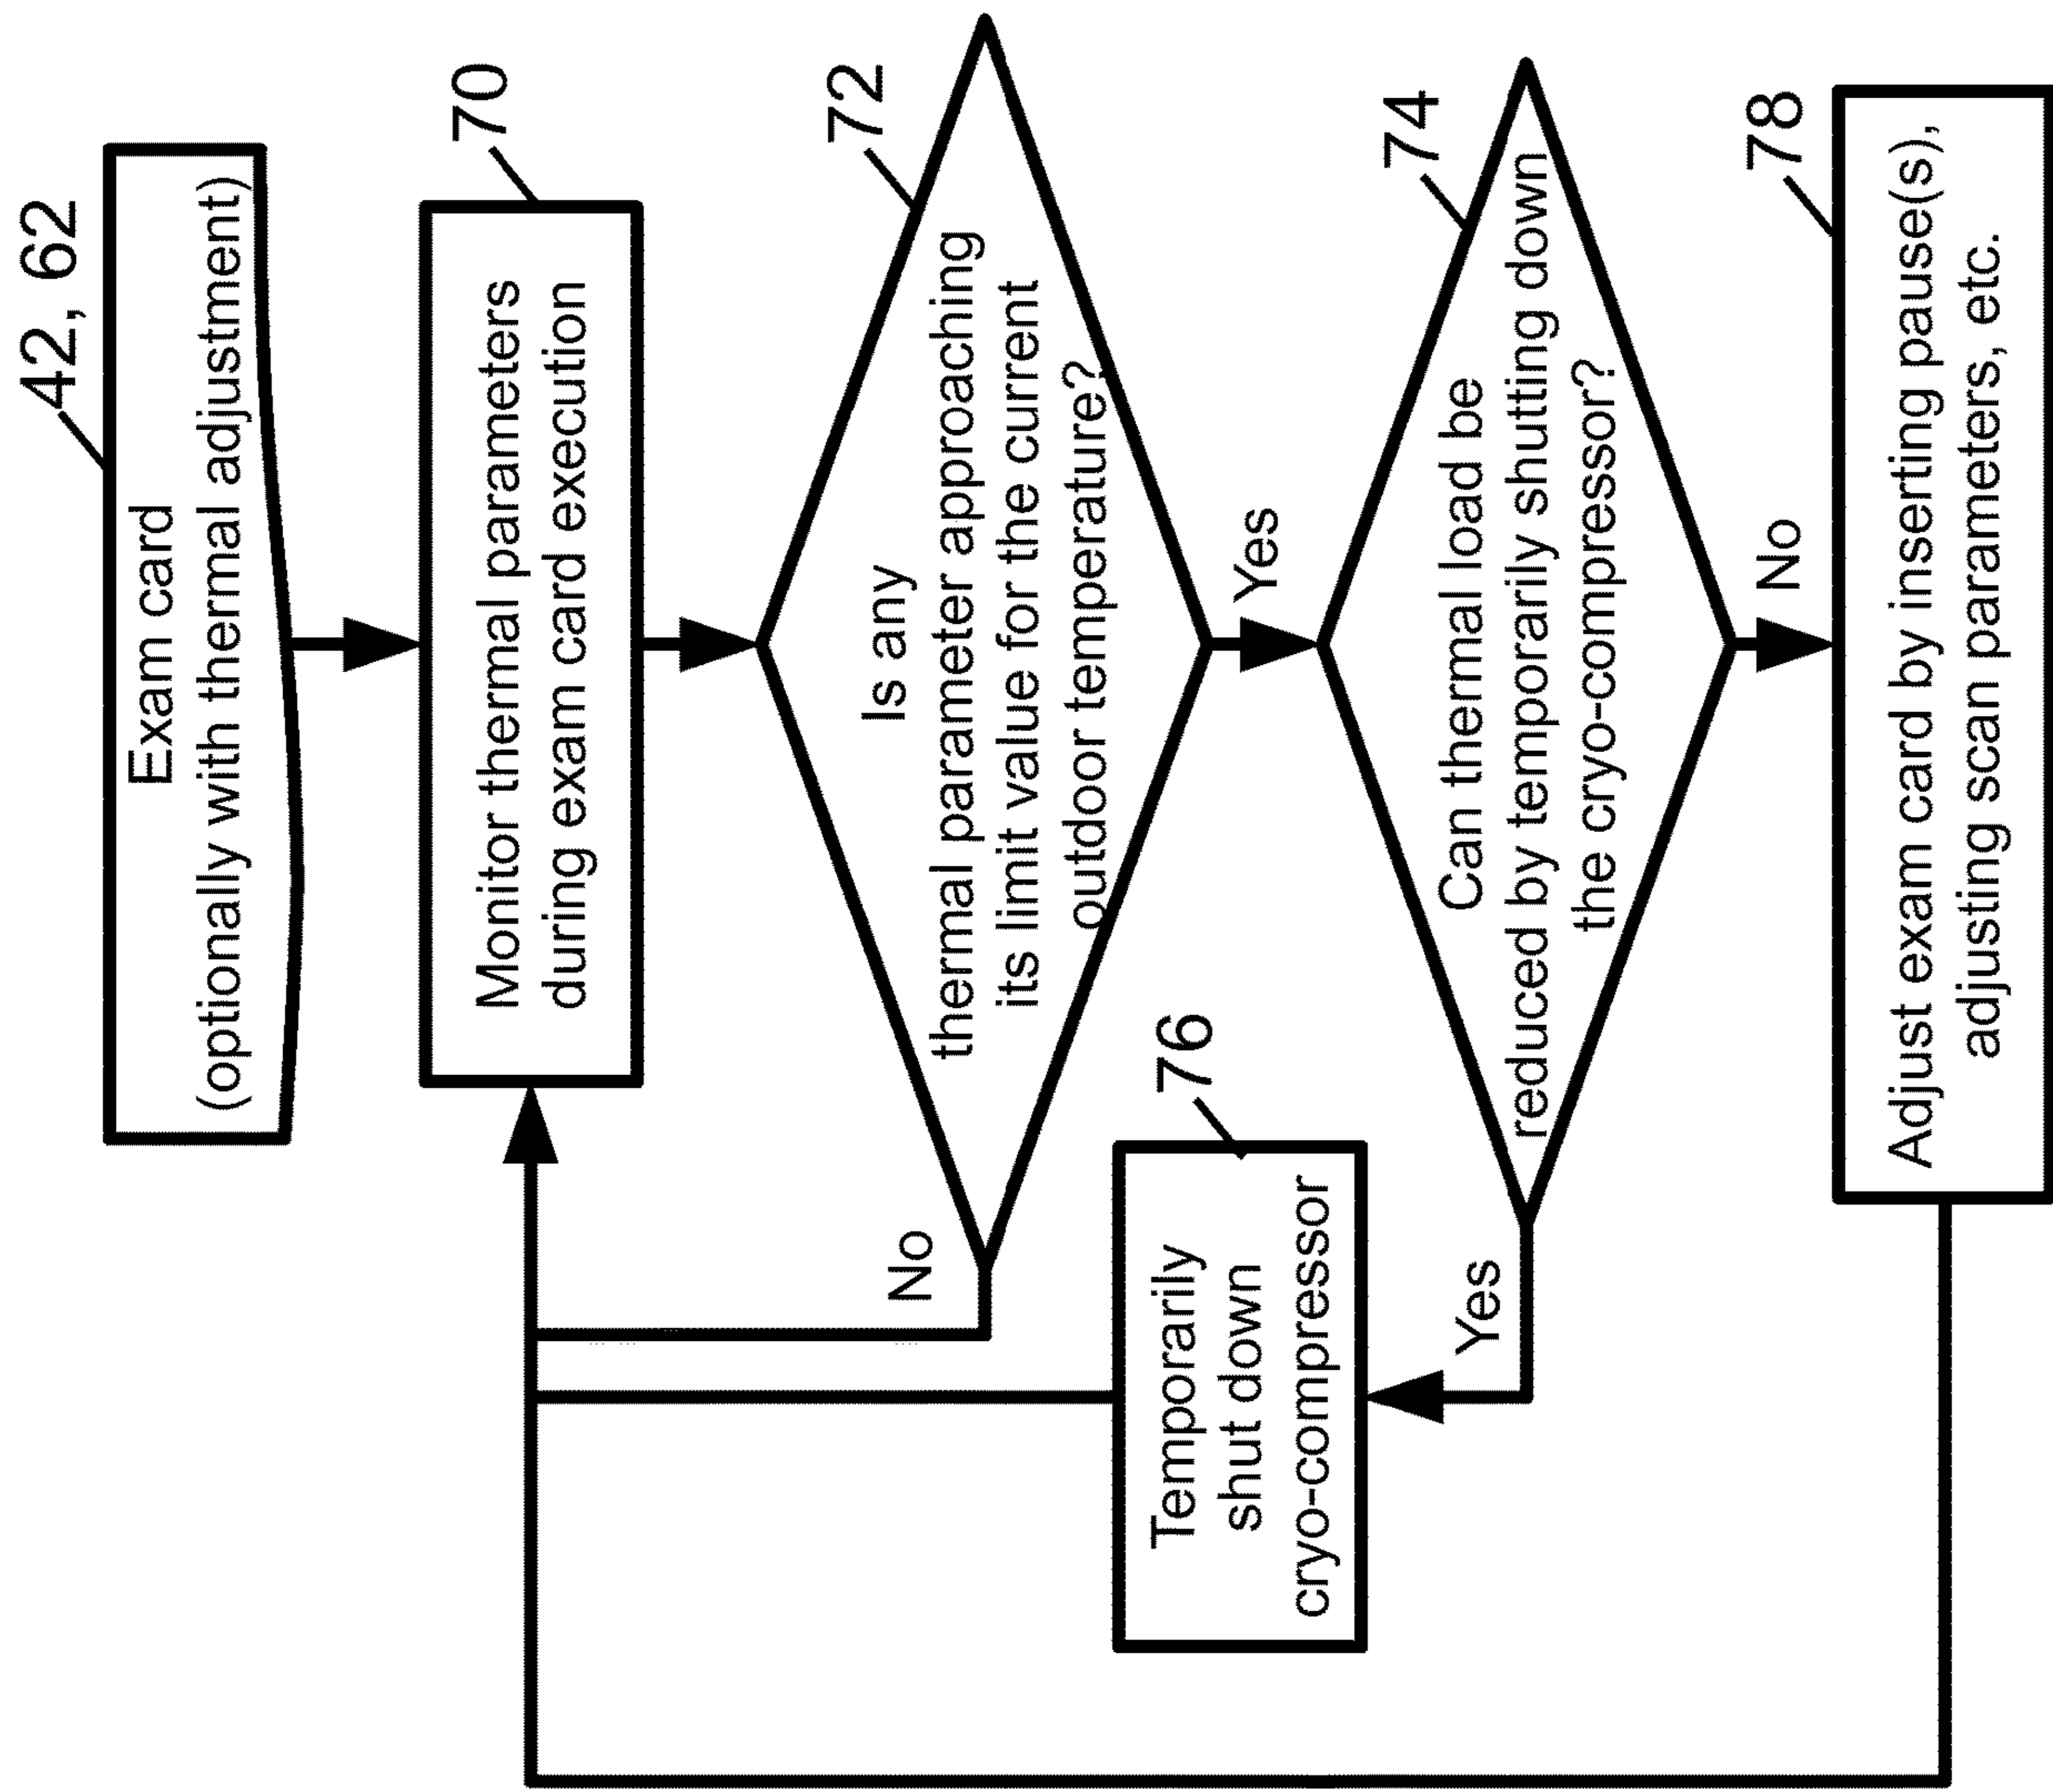 42, 62
Exam card
(optionally with thermal adjustment)
70
Monitor thermal parameters
during exam card execution
72
Is any
thermal parameter approaching
its limit value for the current
outdoor temperature?
No
Yes
74
Can thermal load be
reduced by temporarily shutting down
the cryo-compressor?
76
Temporarily
shut down
cryo-compressor
Yes
No
78
Adjust exam card by inserting pause(s),
adjusting scan parameters, etc.